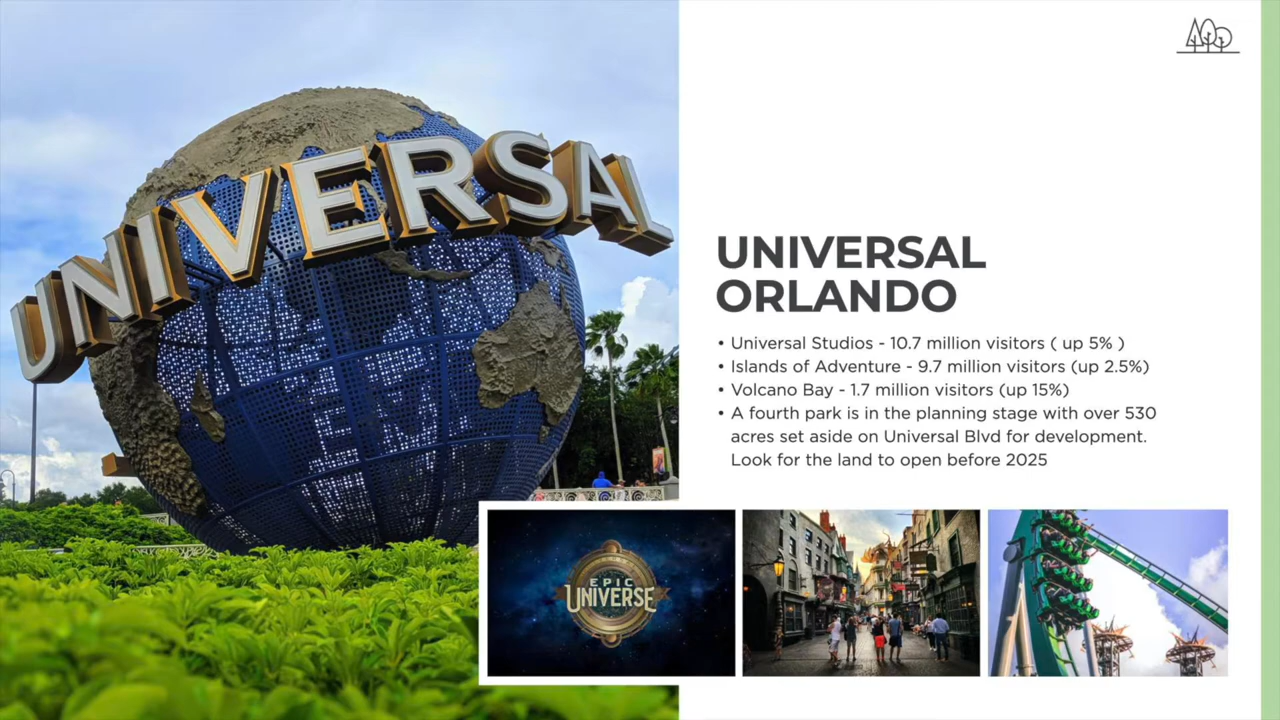 UNIVERSAL
UNIVERSAL
ORLANDO
• Universal Studios - 10.7 million visitors ( up 5% )
• Islands of Adventure - 9.7 million visitors (up 2.5%)
• Volcano Bay - 1.7 million visitors (up 15%)
• A fourth park is in the planning stage with over 530
acres set aside on Universal Blvd for development.
Look for the land to open before 2025
EPIC
UNIVERSE